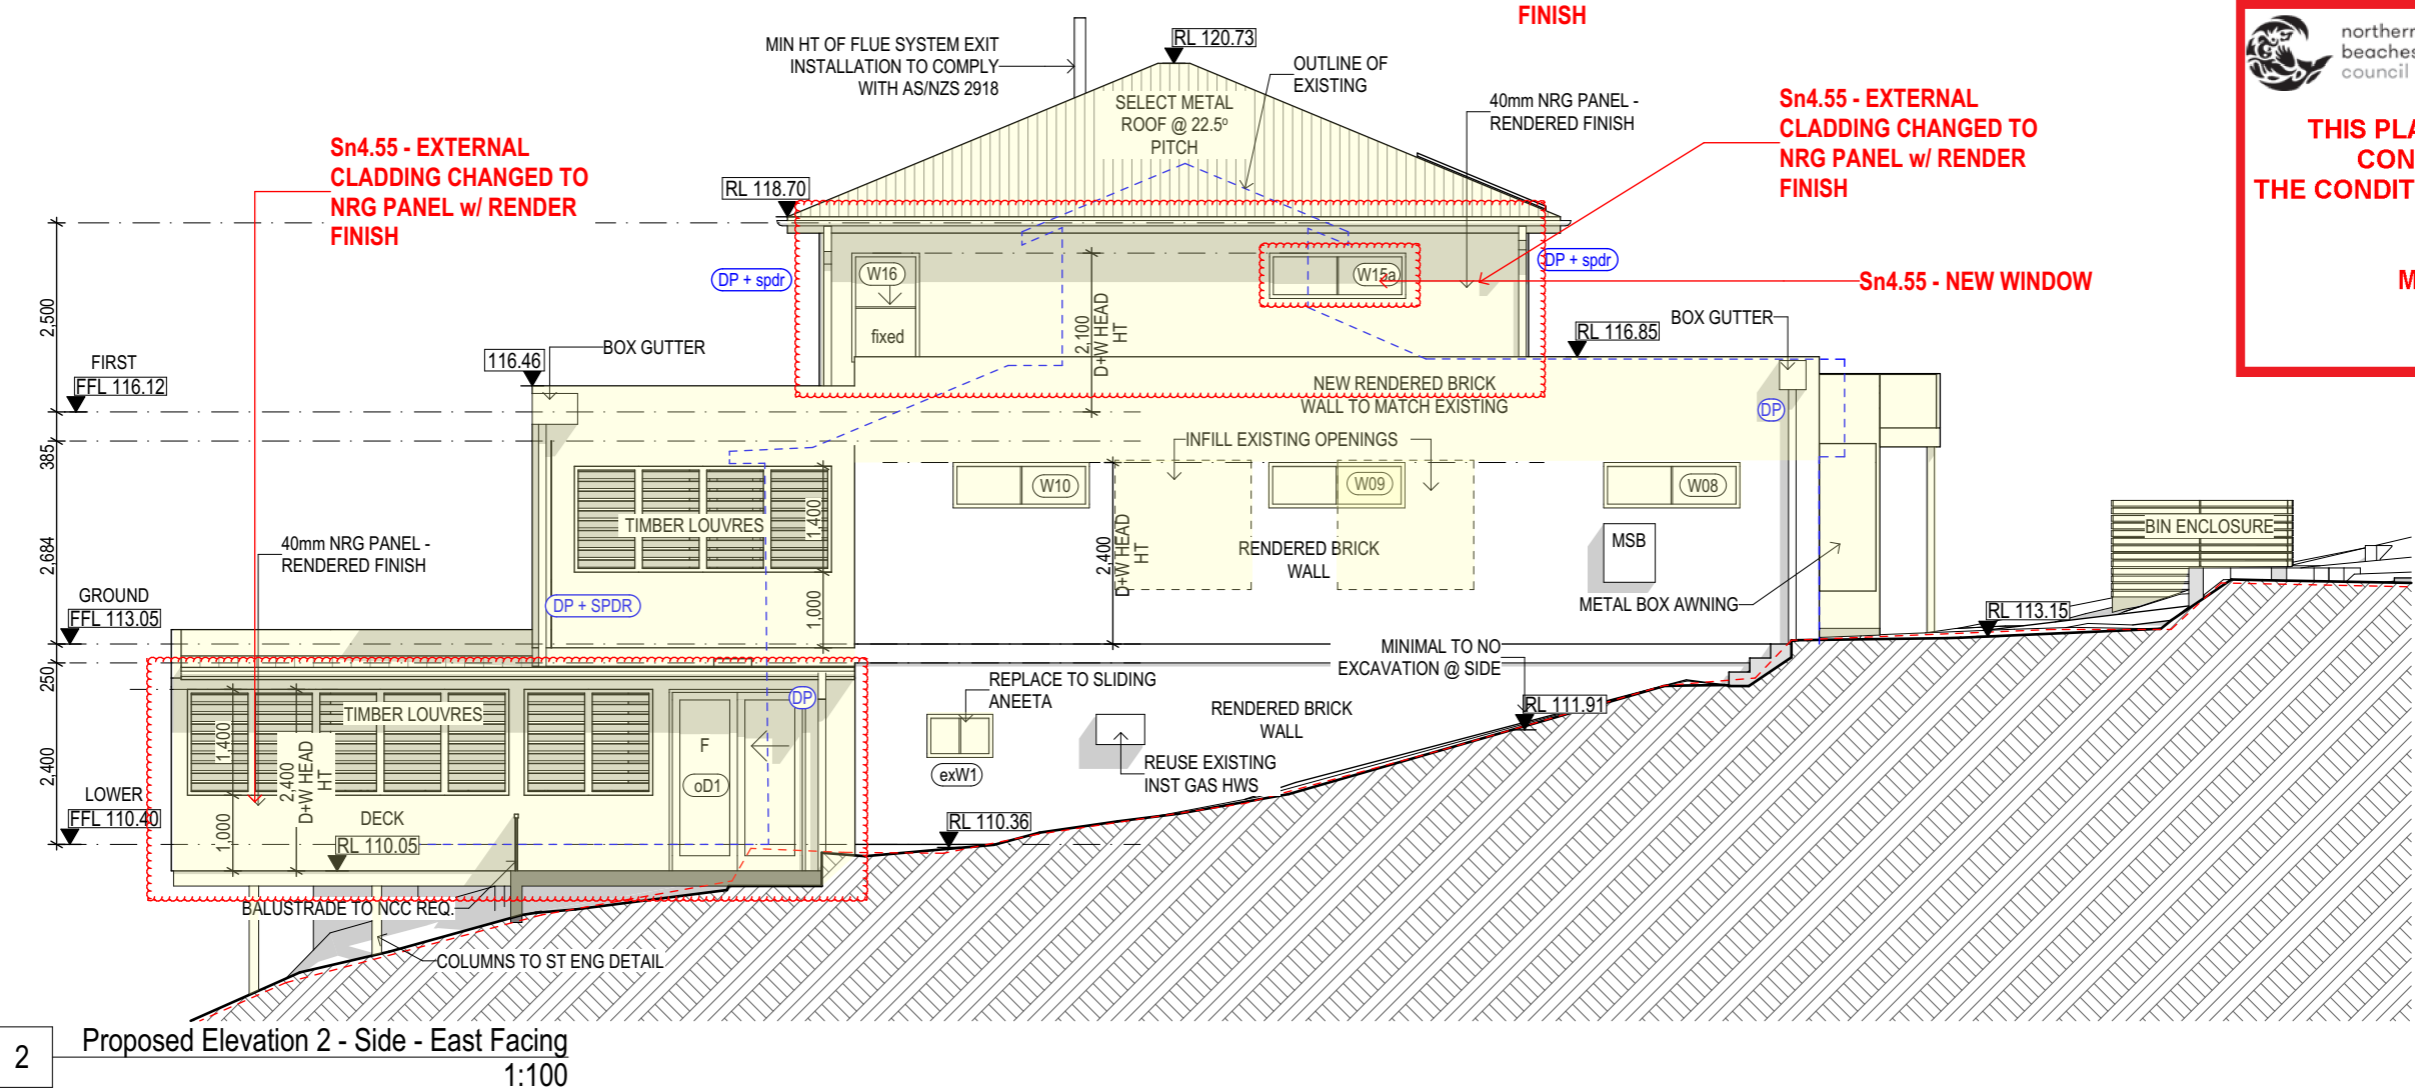 FINISH
MIN HT OF FLUE SYSTEM EXIT
INSTALLATION TO COMPLY
WITH AS/NZS 2918
RL 120.73
OUTLINE OF
EXISTING
SELECT METAL
ROOF @ 22.5º
PITCH
40mm NRG PANEL -
RENDERED FINISH
Sn4.55 - EXTERNAL
CLADDING CHANGED TO
NRG PANEL w/ RENDER
FINISH
northern
beaches
council
THIS PLA
CON
THE CONDIT
M
Sn4.55 - EXTERNAL
CLADDING CHANGED TO
NRG PANEL w/ RENDER
FINISH
RL 118.70
DP + spdr
W16
fixed
2,100
D+W HEAD
HT
W15a
DP + spdr
Sn4.55 - NEW WINDOW
2,500
FIRST
FFL 116.12
116.46
BOX GUTTER
RL 116.85
BOX GUTTER
NEW RENDERED BRICK
WALL TO MATCH EXISTING
DP
385
INFILL EXISTING OPENINGS
W10
W09
W08
TIMBER LOUVRES
1,400
2,400
D+W HEAD
HT
RENDERED BRICK
WALL
MSB
BIN ENCLOSURE
2,684
40mm NRG PANEL -
RENDERED FINISH
GROUND
FFL 113.05
DP + SPDR
1,000
METAL BOX AWNING
RL 113.15
MINIMAL TO NO
EXCAVATION @ SIDE
250
REPLACE TO SLIDING
ANEETA
RENDERED BRICK
WALL
RL 111.91
TIMBER LOUVRES
DP
1,400
2,400
D+W HEAD
HT
F
oD1
exW1
REUSE EXISTING
INST GAS HWS
2,400
LOWER
FFL 110.40
1,000
DECK
RL 110.05
RL 110.36
BALUSTRADE TO NCC REQ.
COLUMNS TO ST ENG DETAIL
2
Proposed Elevation 2 - Side - East Facing
1:100